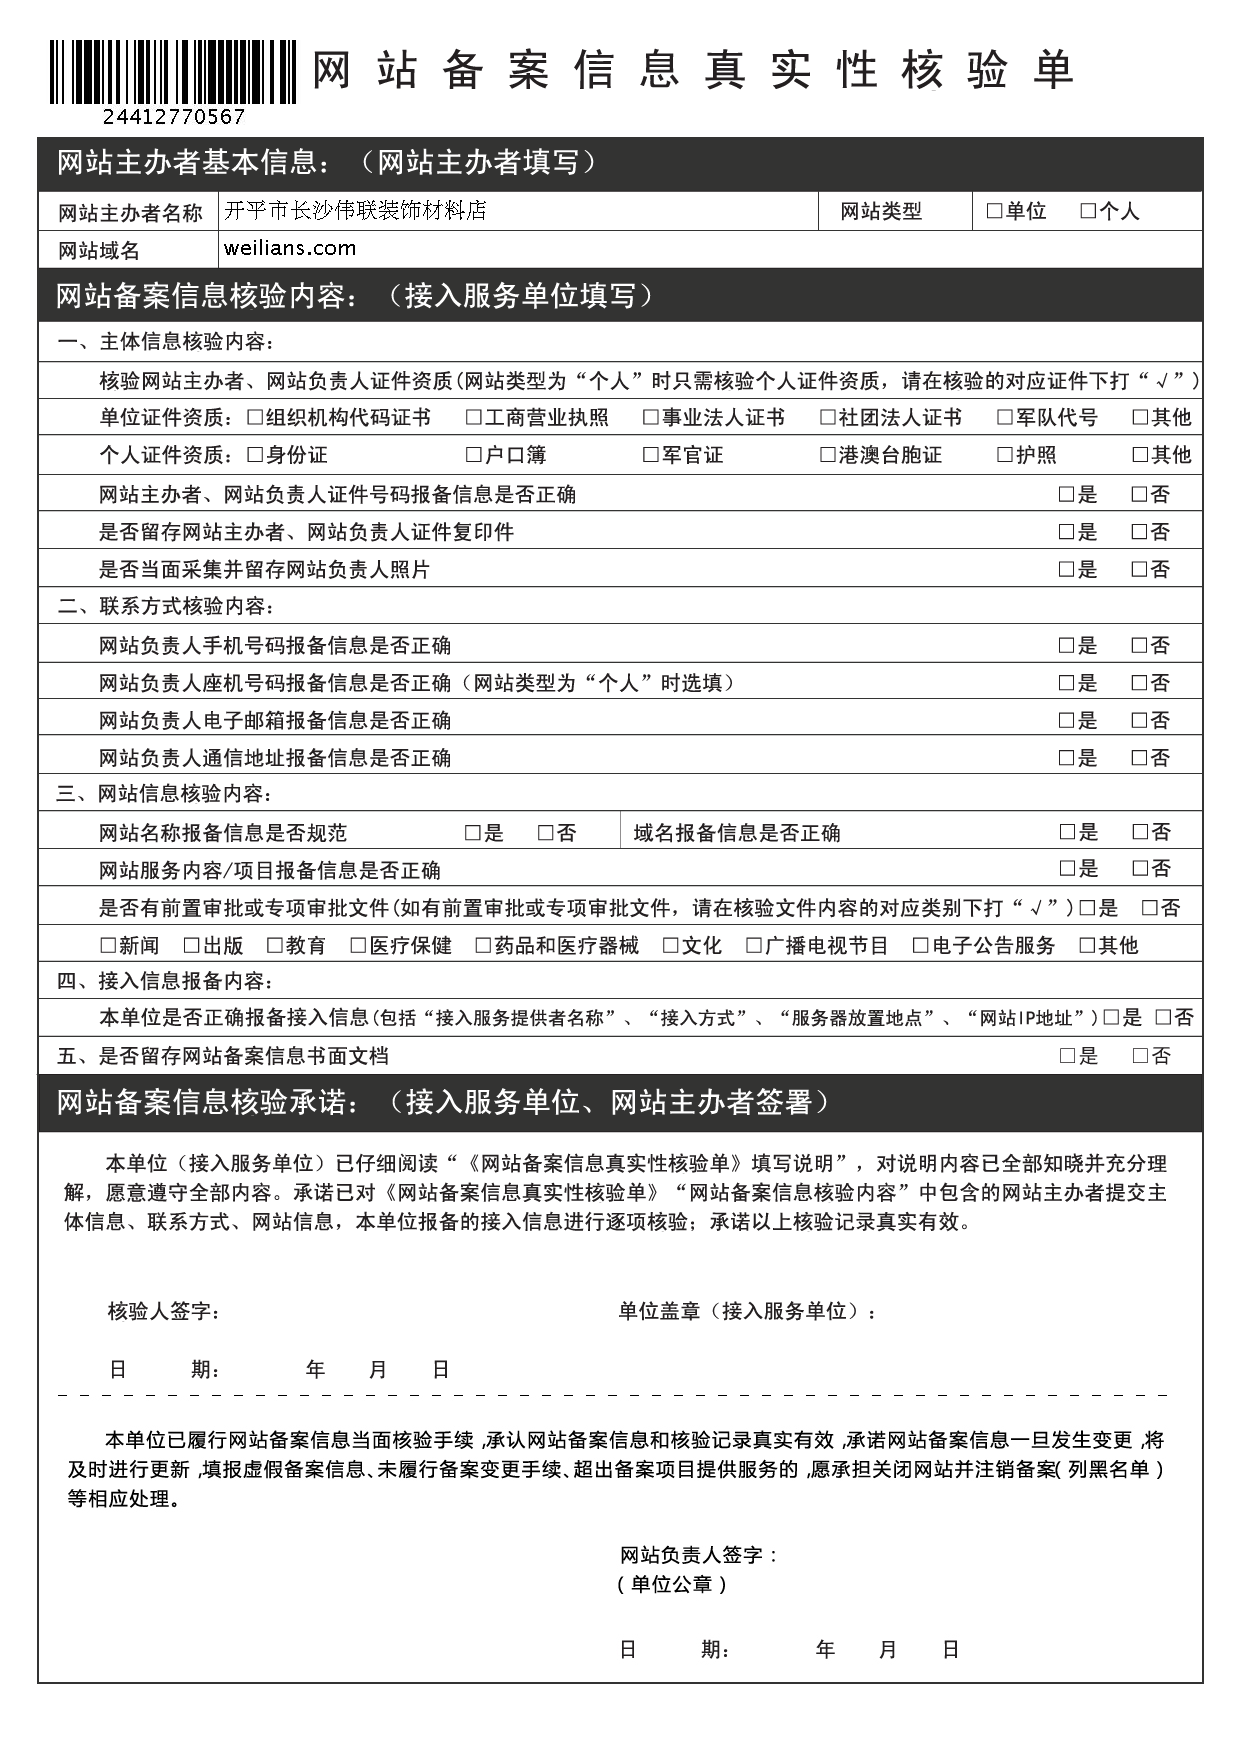 网站备案信息真实性核验单
24412770567
网站主办者基本信息：（网站主办者填写）
网站主办者名称 开平市长沙伟联装饰材料店 网站类型 □单位 □个人
网站域名 weilians.com
网站备案信息核验内容：（接入服务单位填写）
一、主体信息核验内容：
核验网站主办者、网站负责人证件资质(网站类型为“个人”时只需核验个人证件资质，请在核验的对应证件下打“√”)
单位证件资质：□组织机构代码证书 □工商营业执照 □事业法人证书 □社团法人证书 □军队代号 □其他
个人证件资质：□身份证 □户口簿 □军官证 □港澳台胞证 □护照 □其他
网站主办者、网站负责人证件号码报备信息是否正确 □是 □否
是否留存网站主办者、网站负责人证件复印件 □是 □否
是否当面采集并留存网站负责人照片 □是 □否
二、联系方式核验内容：
网站负责人手机号码报备信息是否正确 □是 □否
网站负责人座机号码报备信息是否正确（网站类型为“个人”时选填） □是 □否
网站负责人电子邮箱报备信息是否正确 □是 □否
网站负责人通信地址报备信息是否正确 □是 □否
三、网站信息核验内容：
网站名称报备信息是否规范 □是 □否 域名报备信息是否正确 □是 □否
网站服务内容/项目报备信息是否正确 □是 □否
是否有前置审批或专项审批文件(如有前置审批或专项审批文件，请在核验文件内容的对应类别下打“√”)□是 □否
□新闻 □出版 □教育 □医疗保健 □药品和医疗器械 □文化 □广播电视节目 □电子公告服务 □其他
四、接入信息报备内容：
本单位是否正确报备接入信息(包括“接入服务提供者名称”、“接入方式”、“服务器放置地点”、“网站IP地址”)□是 □否
五、是否留存网站备案信息书面文档 □是 □否
网站备案信息核验承诺：（接入服务单位、网站主办者签署）
本单位（接入服务单位）已仔细阅读“《网站备案信息真实性核验单》填写说明”，对说明内容已全部知晓并充分理
解，愿意遵守全部内容。承诺已对《网站备案信息真实性核验单》“网站备案信息核验内容”中包含的网站主办者提交主
体信息、联系方式、网站信息，本单位报备的接入信息进行逐项核验；承诺以上核验记录真实有效。
核验人签字： 单位盖章（接入服务单位）：
日 期： 年 月 日
本单位已履行网站备案信息当面核验手续,承认网站备案信息和核验记录真实有效,承诺网站备案信息一旦发生变更,将
及时进行更新,填报虚假备案信息、未履行备案变更手续、超出备案项目提供服务的,愿承担关闭网站并注销备案(列黑名单)
等相应处理。
网站负责人签字：
(单位公章)
日 期： 年 月 日